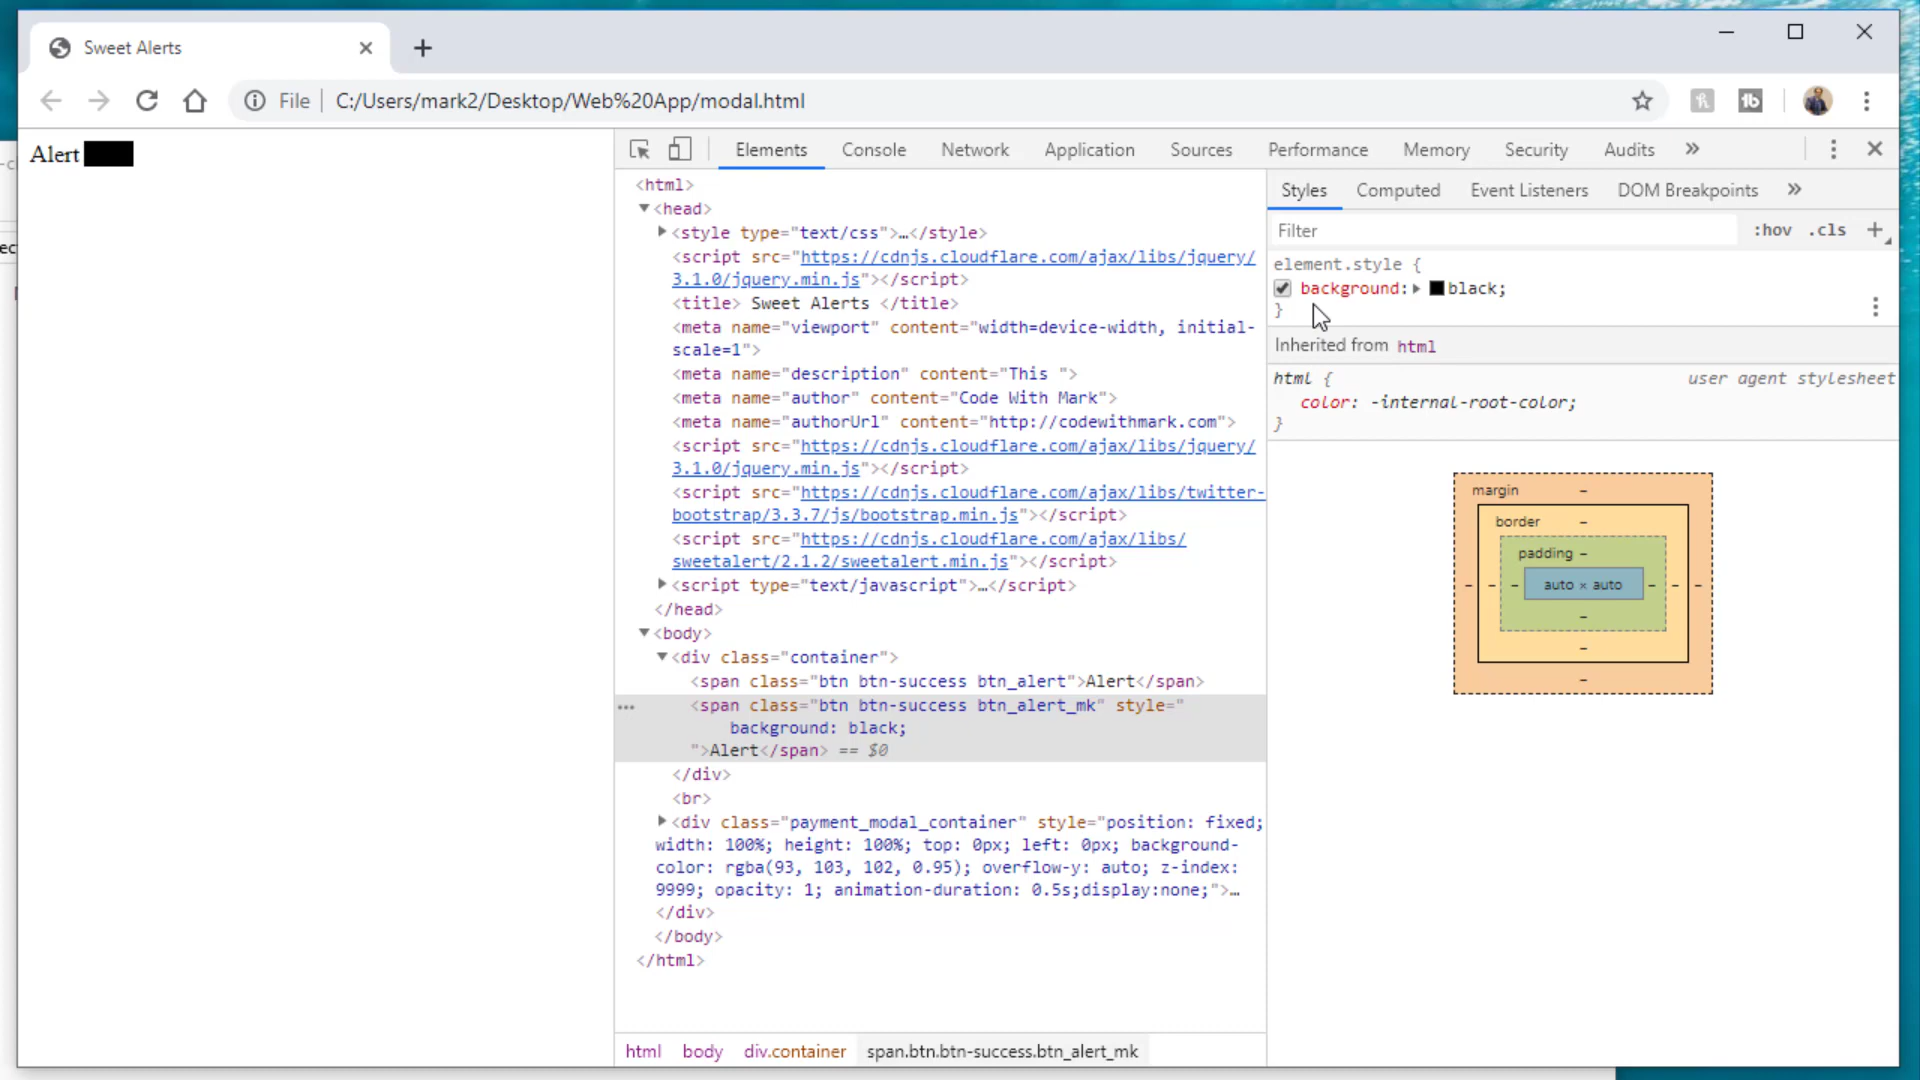 Sweet Alerts
File
C:/Users/mark2/Desktop/Web%20App/modal.html
Alert
Elements Console Network Application Sources Performance Memory Security Audits »
<html>
<head>
<style type="text/css">…</style>
<script src="https://cdnjs.cloudflare.com/ajax/libs/jquery/
3.1.0/jquery.min.js"></script>
<title> Sweet Alerts </title>
<meta name="viewport" content="width=device-width, initial-
scale=1">
<meta name="description" content="This ">
<meta name="author" content="Code With Mark">
<meta name="authorUrl" content="http://codewithmark.com">
<script src="https://cdnjs.cloudflare.com/ajax/libs/jquery/
3.1.0/jquery.min.js"></script>
<script src="https://cdnjs.cloudflare.com/ajax/libs/twitter-
bootstrap/3.3.7/js/bootstrap.min.js"></script>
<script src="https://cdnjs.cloudflare.com/ajax/libs/
sweetalert/2.1.2/sweetalert.min.js"></script>
<script type="text/javascript">…</script>
</head>
<body>
<div class="container">
<span class="btn btn-success btn_alert">Alert</span>
<span class="btn btn-success btn_alert_mk" style="
background: black;
">Alert</span> == $0
</div>
<br>
<div class="payment_modal_container" style="position: fixed;
width: 100%; height: 100%; top: 0px; left: 0px; background-
color: rgba(93, 103, 102, 0.95); overflow-y: auto; z-index:
9999; opacity: 1; animation-duration: 0.5s;display:none;">…
</div>
</body>
</html>
html body div.container span.btn.btn-success.btn_alert_mk
Styles Computed Event Listeners DOM Breakpoints »
Filter :hov .cls +
element.style {
background: black;
}
Inherited from html
html { user agent stylesheet
color: -internal-root-color;
}
margin –
border –
padding –
– – – auto × auto – – –
–
–
–